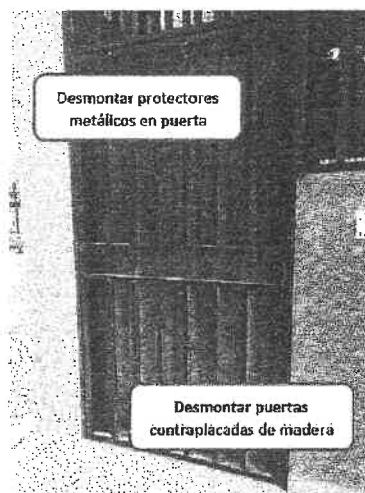 Desmontar protectores
metálicos en puerta
Desmontar puertas
contraplacadas de madera